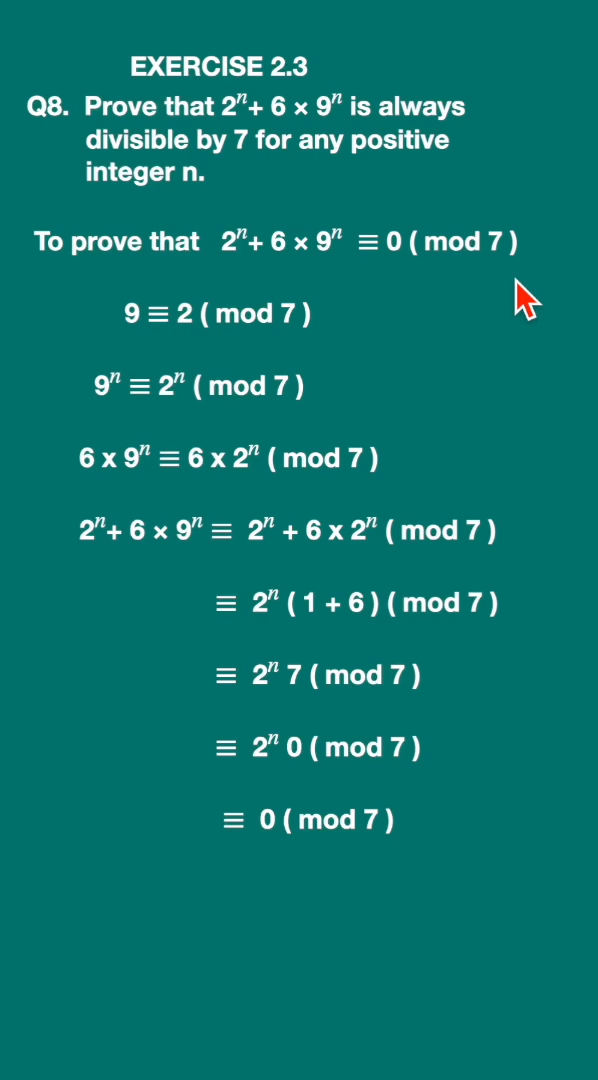 EXERCISE 2.3
Q8. Prove that 2ⁿ+ 6 × 9ⁿ is always
divisible by 7 for any positive
integer n.
To prove that 2ⁿ+ 6 × 9ⁿ ≡ 0 ( mod 7 )
9 ≡ 2 ( mod 7 )
9ⁿ ≡ 2ⁿ ( mod 7 )
6 x 9ⁿ ≡ 6 x 2ⁿ ( mod 7 )
2ⁿ+ 6 × 9ⁿ ≡ 2ⁿ + 6 x 2ⁿ ( mod 7 )
≡ 2ⁿ ( 1 + 6 ) ( mod 7 )
≡ 2ⁿ 7 ( mod 7 )
≡ 2ⁿ 0 ( mod 7 )
≡ 0 ( mod 7 )